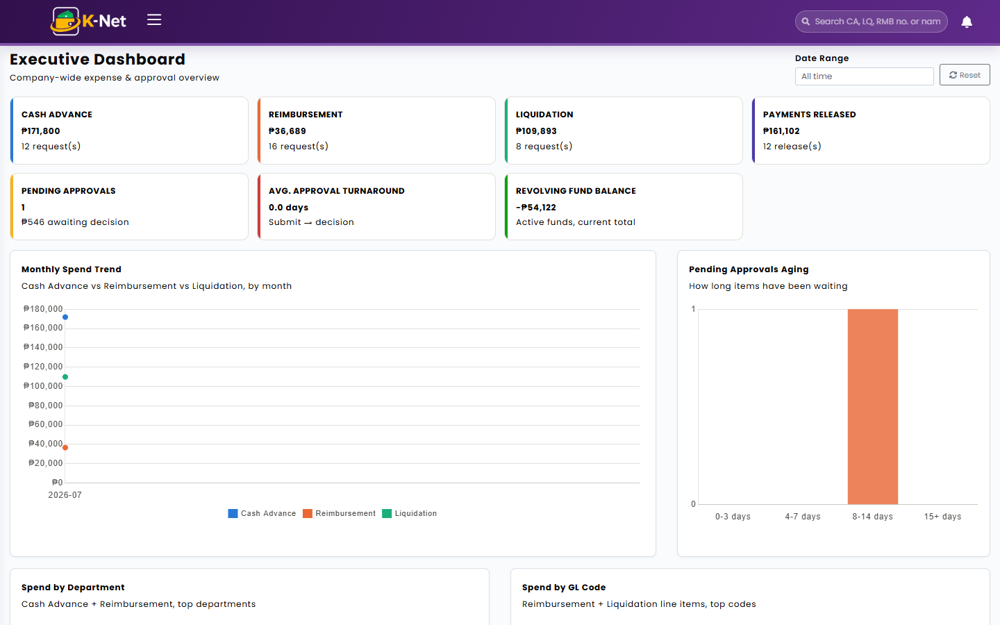 K-Net
Search CA, LQ, RMB no. or nam
Executive Dashboard
Company-wide expense & approval overview
Date Range
All time
Reset
CASH ADVANCE
₱171,800
12 request(s)
REIMBURSEMENT
₱36,689
16 request(s)
LIQUIDATION
₱109,893
8 request(s)
PAYMENTS RELEASED
₱161,102
12 release(s)
PENDING APPROVALS
1
₱546 awaiting decision
AVG. APPROVAL TURNAROUND
0.0 days
Submit → decision
REVOLVING FUND BALANCE
-₱54,122
Active funds, current total
Monthly Spend Trend
Cash Advance vs Reimbursement vs Liquidation, by month
₱180,000
₱160,000
₱140,000
₱120,000
₱100,000
₱80,000
₱60,000
₱40,000
₱20,000
₱0
2026-07
Cash Advance Reimbursement Liquidation
Pending Approvals Aging
How long items have been waiting
1
0
0-3 days 4-7 days 8-14 days 15+ days
Spend by Department
Cash Advance + Reimbursement, top departments
Spend by GL Code
Reimbursement + Liquidation line items, top codes